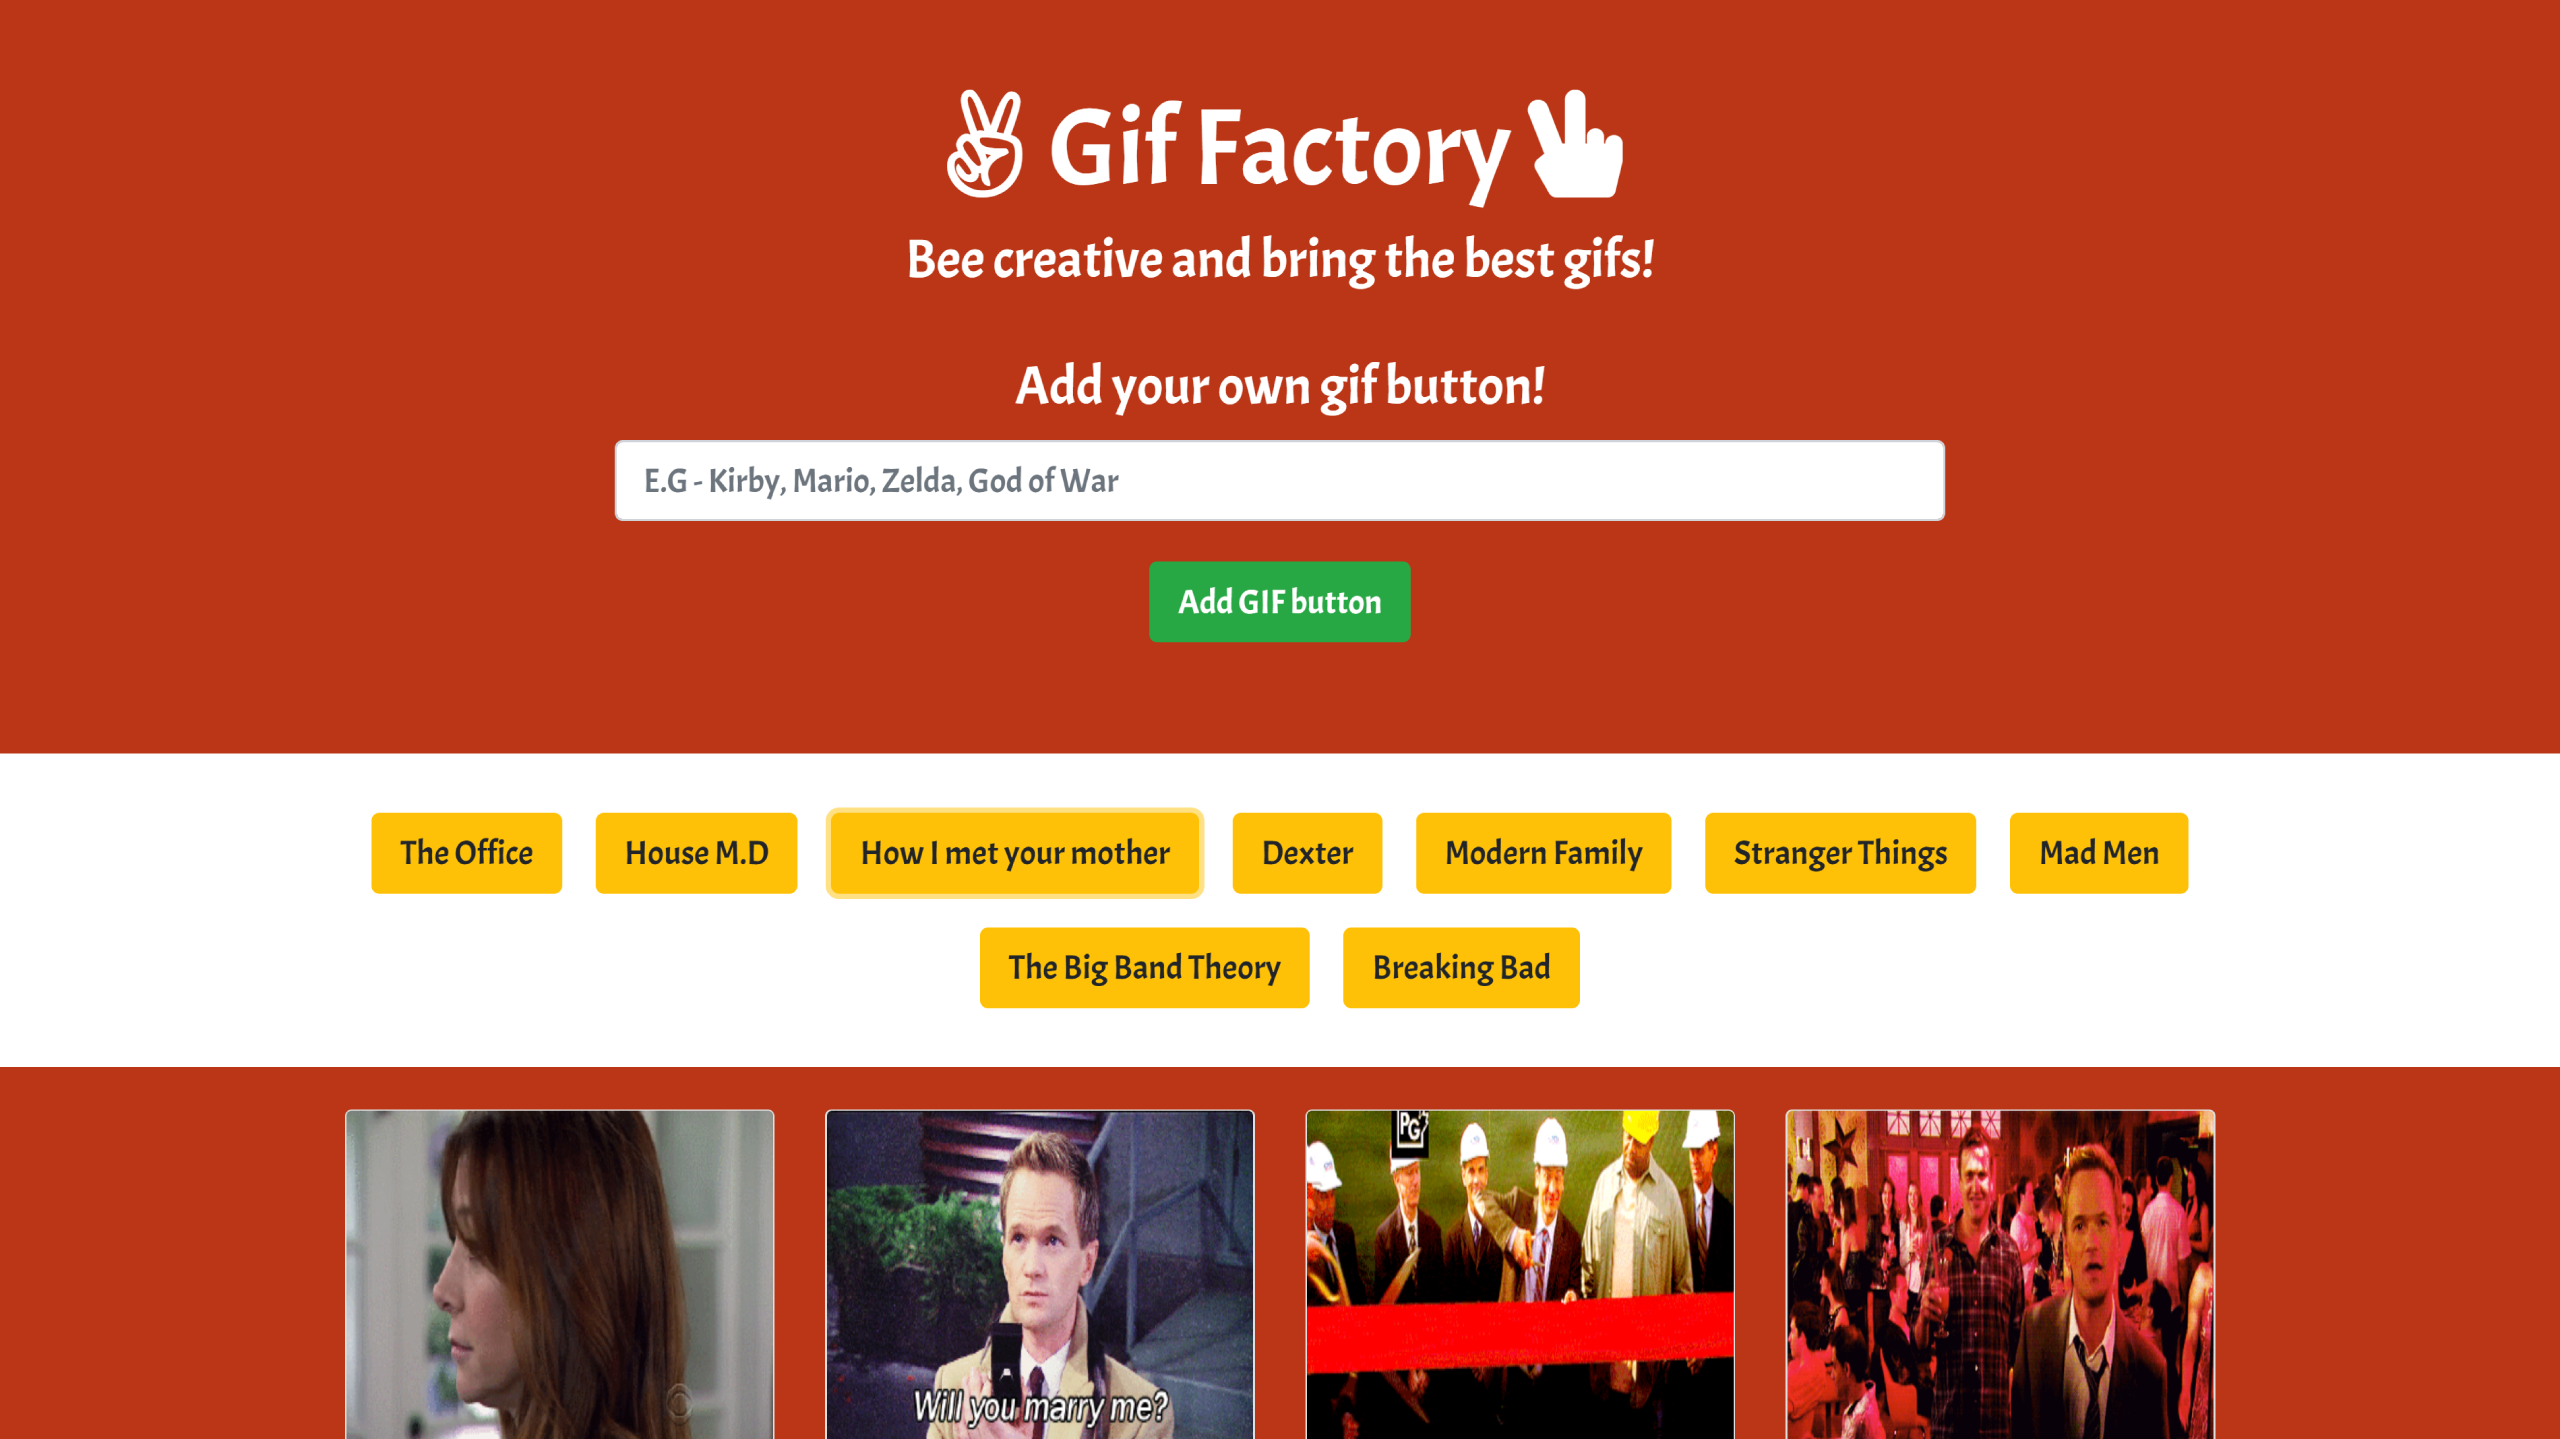 Gif Factory
Bee creative and bring the best gifs!
Add your own gif button!
E.G - Kirby, Mario, Zelda, God of War
Add GIF button
The Office
House M.D
How I met your mother
Dexter
Modern Family
Stranger Things
Mad Men
The Big Band Theory
Breaking Bad
PG
Will you marry me?